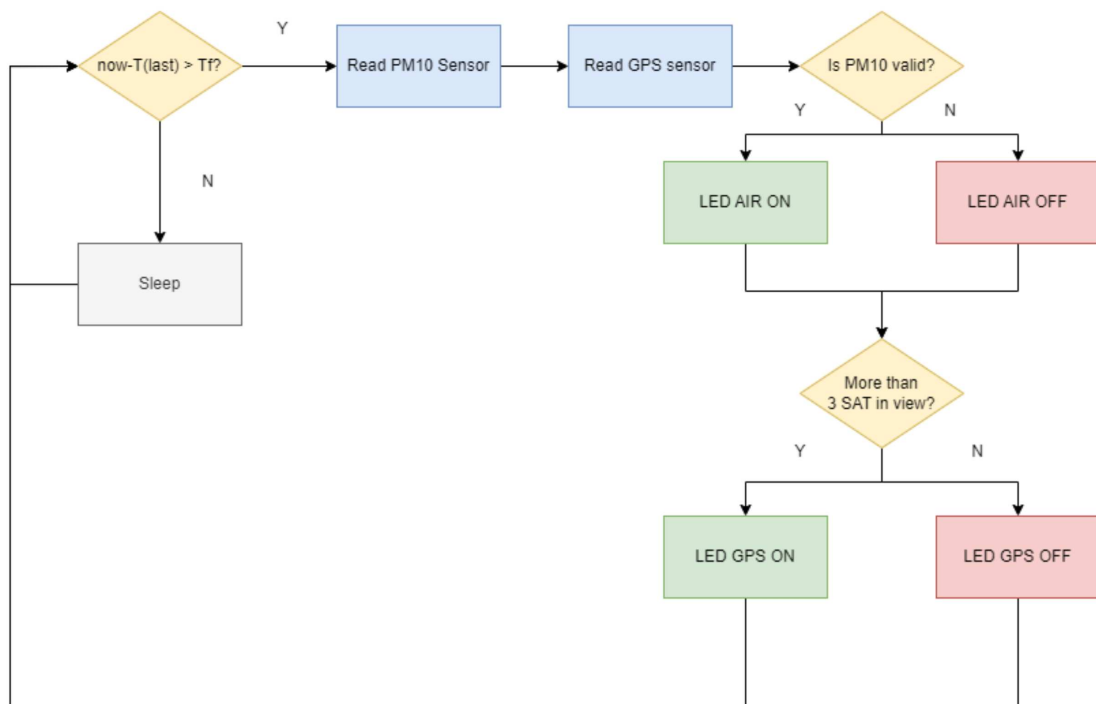 now-T(last) > Tf?
Y
Read PM10 Sensor
Read GPS sensor
Is PM10 valid?
Y
N
N
LED AIR ON
LED AIR OFF
Sleep
More than
3 SAT in view?
Y
N
LED GPS ON
LED GPS OFF